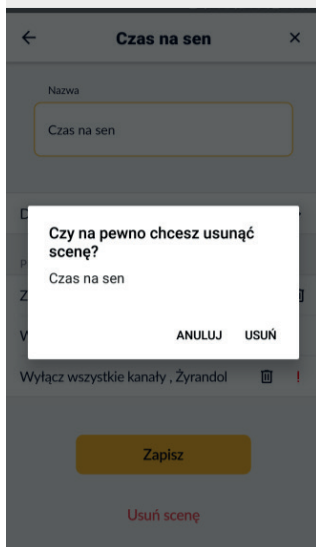 Czas na sen
Nazwa
Czas na sen
D
P
Czy na pewno chcesz usunąć
scenę?
Czas na sen
Z
W
ANULUJ USUŃ
Wyłącz wszystkie kanały , Żyrandol !
Zapisz
Usuń scenę